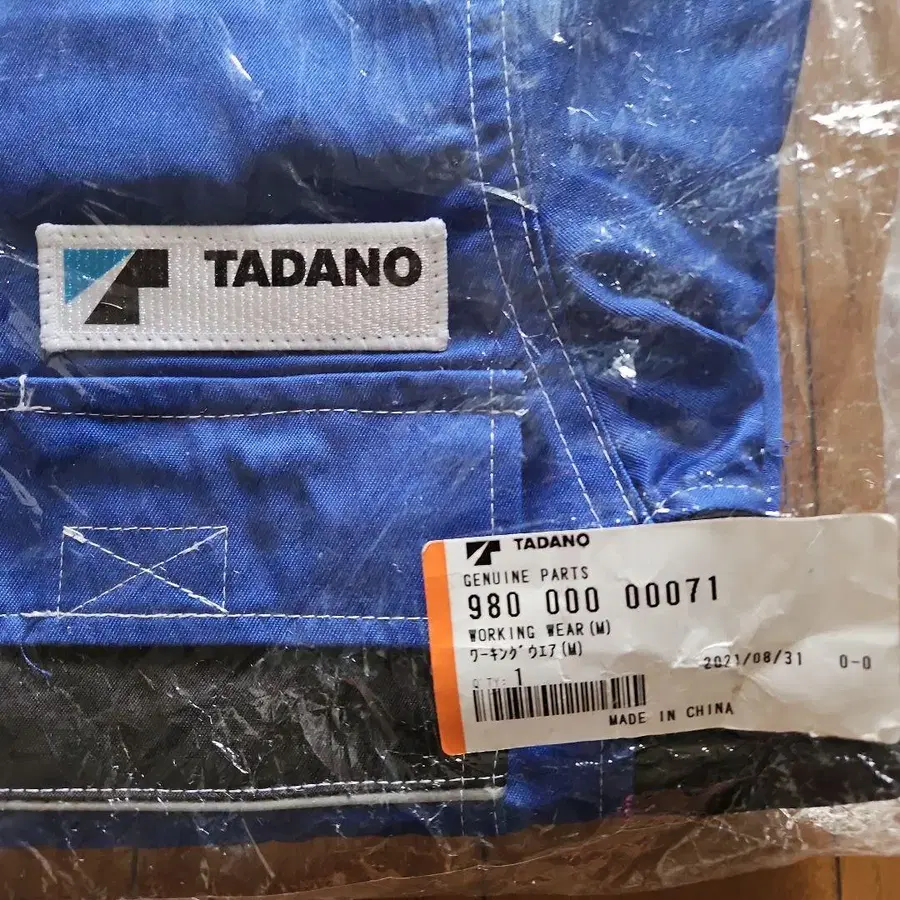 TADANO
TADANO
GENUINE PARTS
980 000 00071
WORKING WEAR(M)
ワーキングウエア(M)
2021/08/31 0-0
Q'TY: 1
MADE IN CHINA